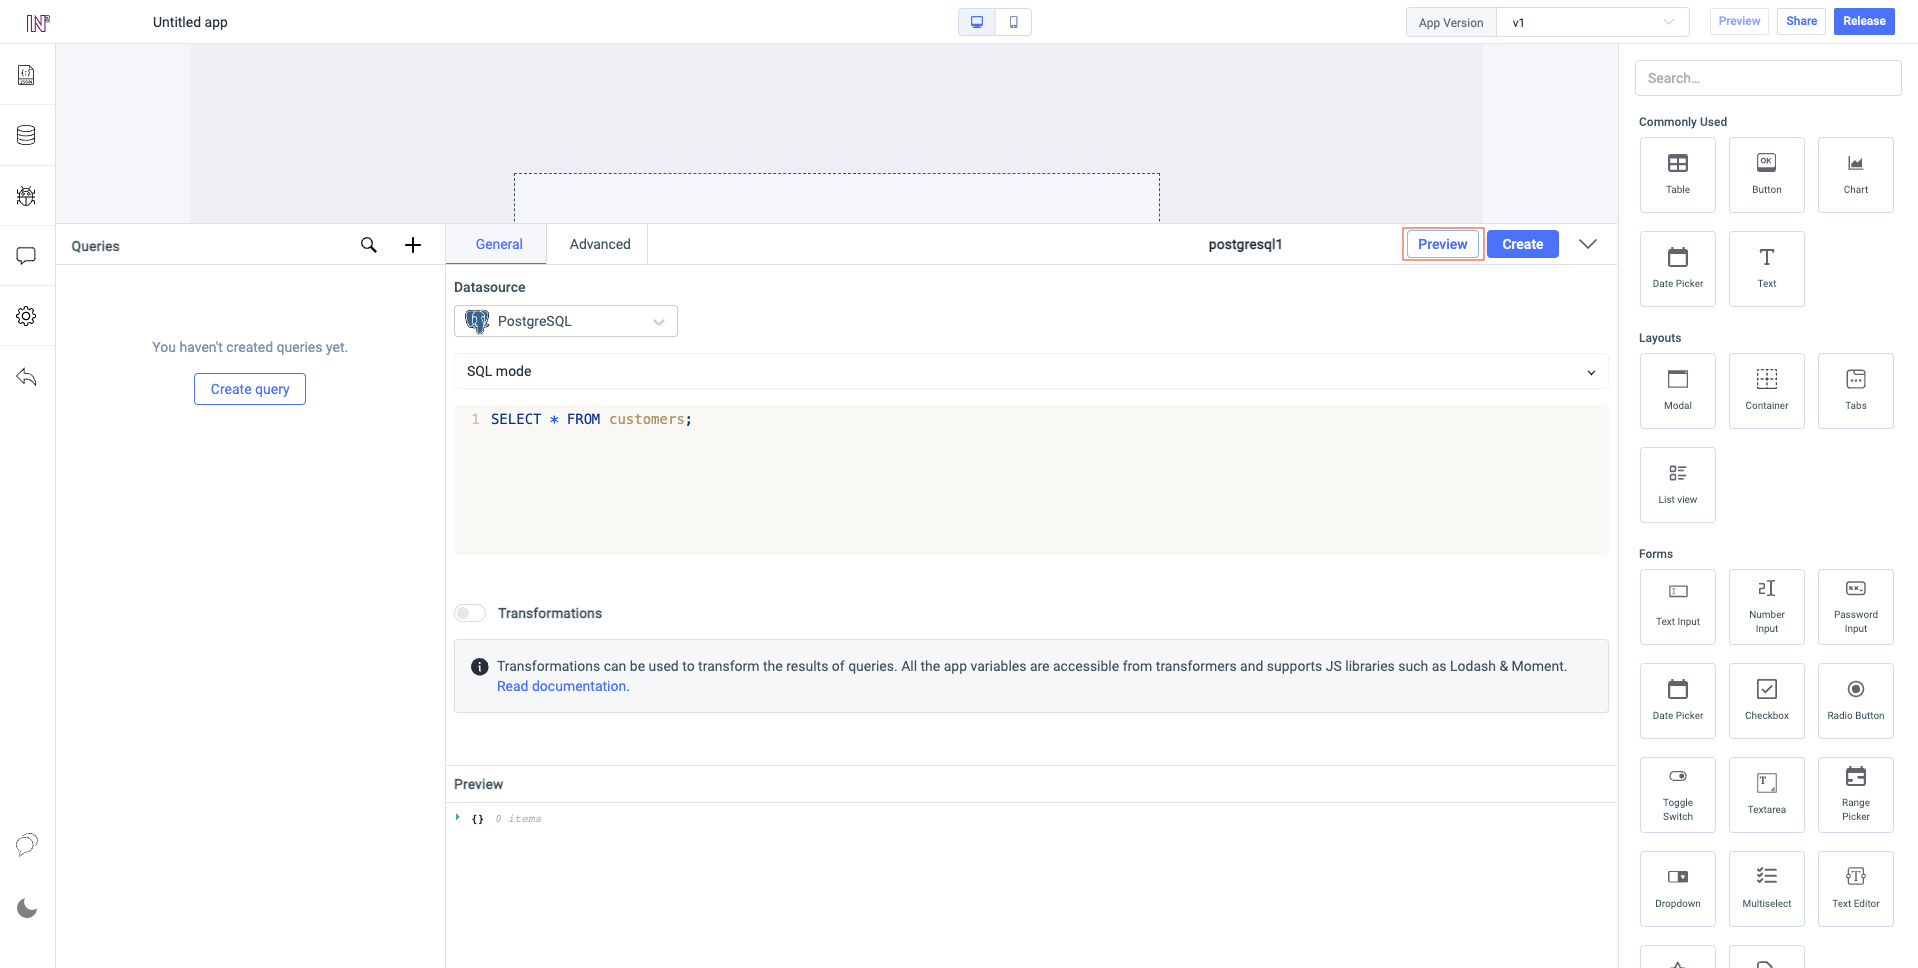 Untitled app
App Version
v1
Preview
Share
Release
Search...
Commonly Used
Table
OK
Button
Chart
Date Picker
Text
Layouts
Modal
Container
Tabs
List view
Forms
Text Input
Number Input
Password Input
Date Picker
Checkbox
Radio Button
Toggle Switch
Textarea
Range Picker
Dropdown
Multiselect
Text Editor
Queries
You haven't created queries yet.
Create query
General
Advanced
postgresql1
Preview
Create
Datasource
PostgreSQL
SQL mode
1 SELECT * FROM customers;
Transformations
Transformations can be used to transform the results of queries. All the app variables are accessible from transformers and supports JS libraries such as Lodash & Moment.
Read documentation.
Preview
{} 0 items